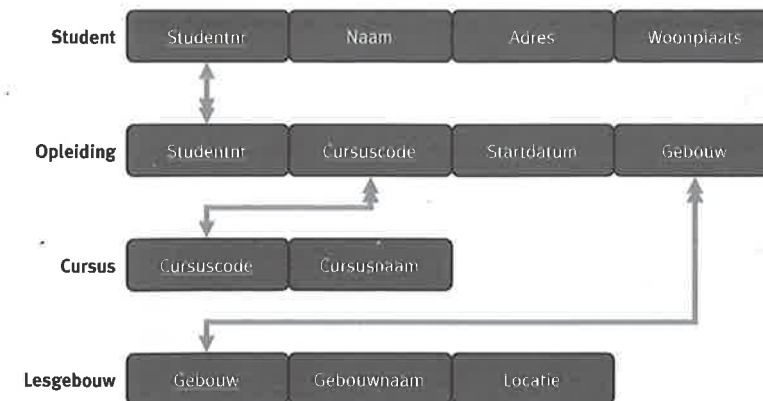 Student Studentnr Naam Adres Woonplaats
Opleiding Studentnr Cursuscode Startdatum Gebouw
Cursus Cursuscode Cursusnaam
Lesgebouw Gebouw Gebouwnaam Locatie